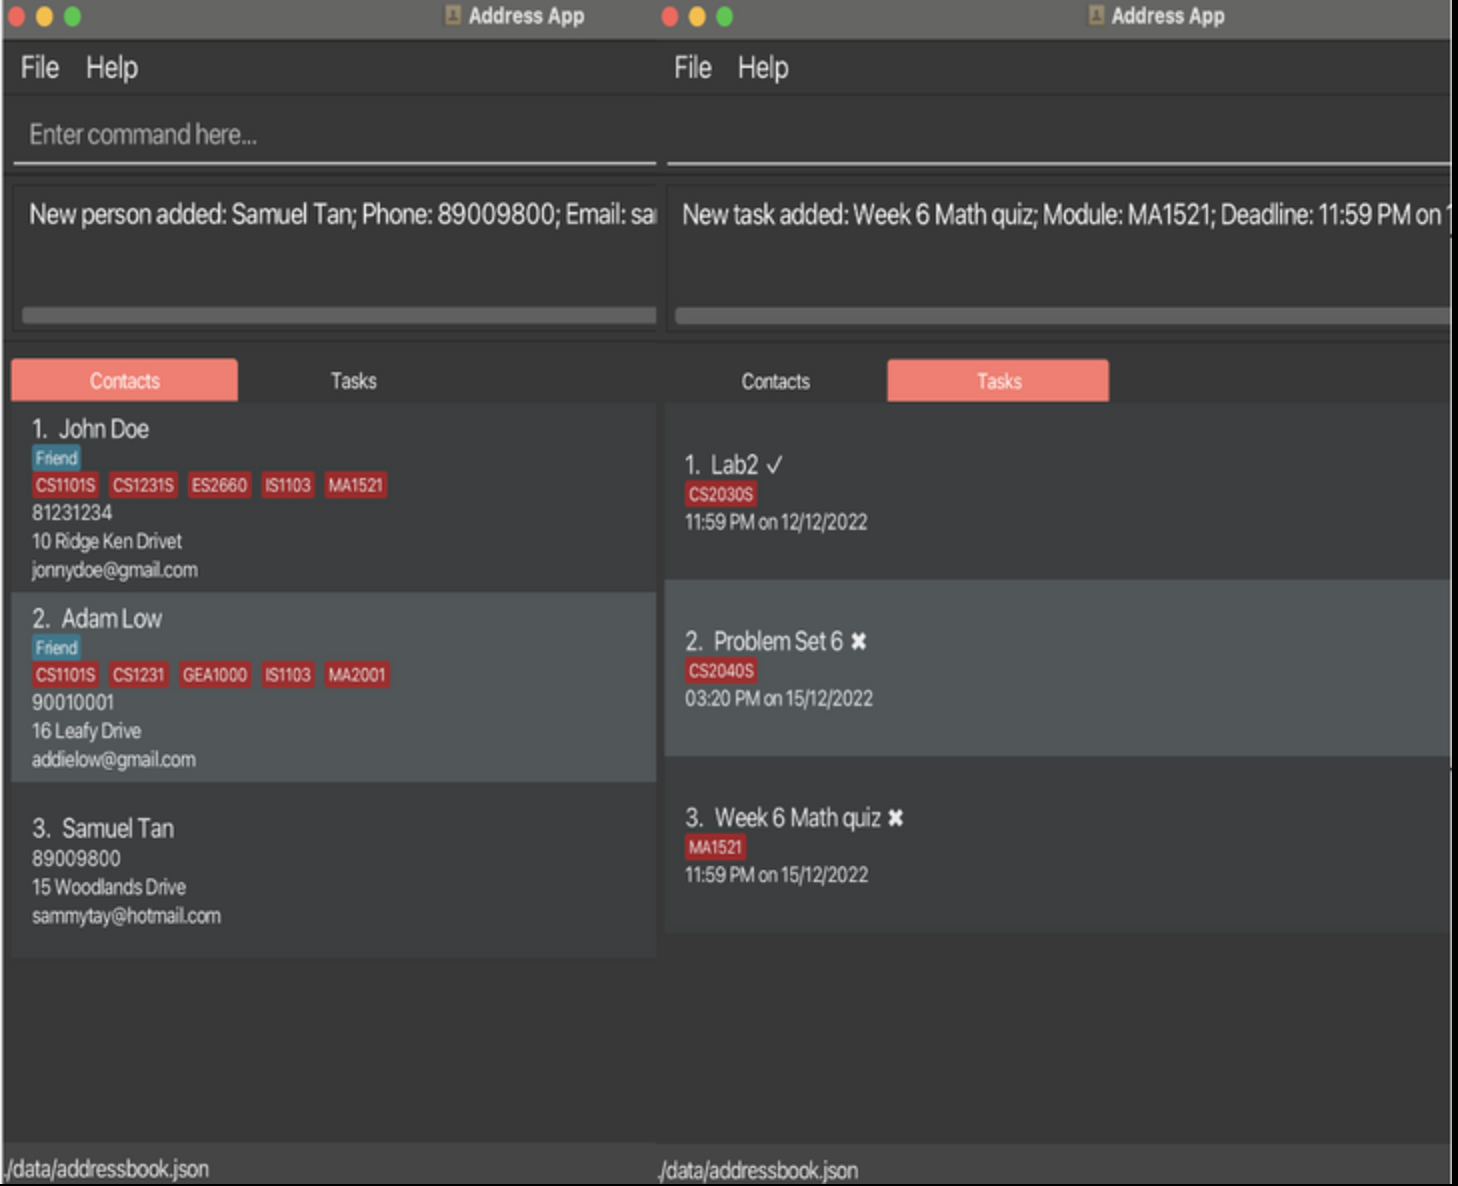 Address App
File Help
Enter command here...
New person added: Samuel Tan; Phone: 89009800; Email: sa
Contacts Tasks
1. John Doe
Friend
CS1101S CS1231S ES2660 IS1103 MA1521
81231234
10 Ridge Ken Drivet
jonnydoe@gmail.com
2. Adam Low
Friend
CS1101S CS1231 GEA1000 IS1103 MA2001
90010001
16 Leafy Drive
addielow@gmail.com
3. Samuel Tan
89009800
15 Woodlands Drive
sammytay@hotmail.com
./data/addressbook.json
Address App
File Help
New task added: Week 6 Math quiz; Module: MA1521; Deadline: 11:59 PM on
Contacts Tasks
1. Lab2 ✓
CS2030S
11:59 PM on 12/12/2022
2. Problem Set 6 ✖
CS2040S
03:20 PM on 15/12/2022
3. Week 6 Math quiz ✖
MA1521
11:59 PM on 15/12/2022
./data/addressbook.json